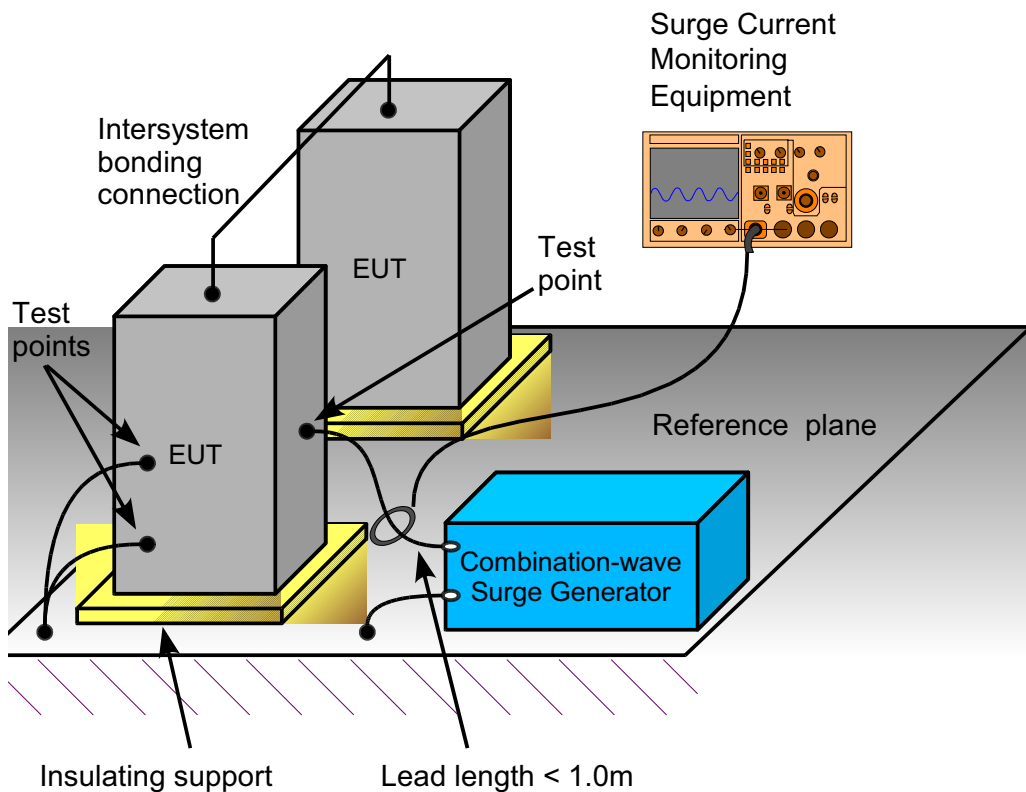 Surge Current
Monitoring
Equipment
Intersystem
bonding
connection
EUT
Test
point
Test
points
EUT
Reference plane
Combination-wave
Surge Generator
Insulating support
Lead length < 1.0m